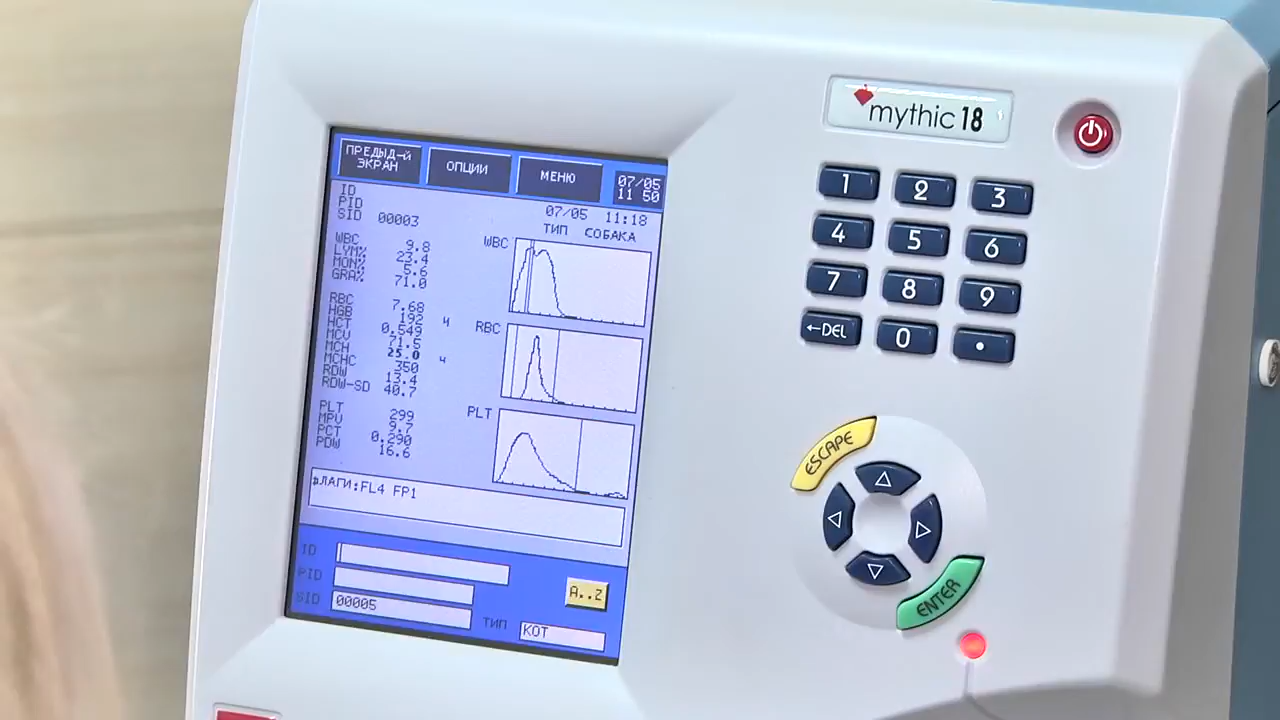 mythic 18
ПРЕДЫД-й ЭКРАН
ОПЦИИ
МЕНЮ
07/05
11 50
ID
PID
SID 00003
07/05 11:18
ТИП СОБАКА
WBC 9.8
LYM% 23.4
MON% 5.6
GRA% 71.0
RBC 7.68
HGB 192 Ч
HCT 0.549
MCV 71.5
MCH 25.0 Ч
MCHC 350
RDW 13.4
RDW-SD 40.7
PLT 299
MPV 9.7
PCT 0.290
PDW 16.6
WBC
RBC
PLT
ФЛАГИ:FL4 FP1
ID
PID
SID 00005
A..Z
ТИП КОТ
1 2 3
4 5 6
7 8 9
←DEL 0 .
ESCAPE
ENTER